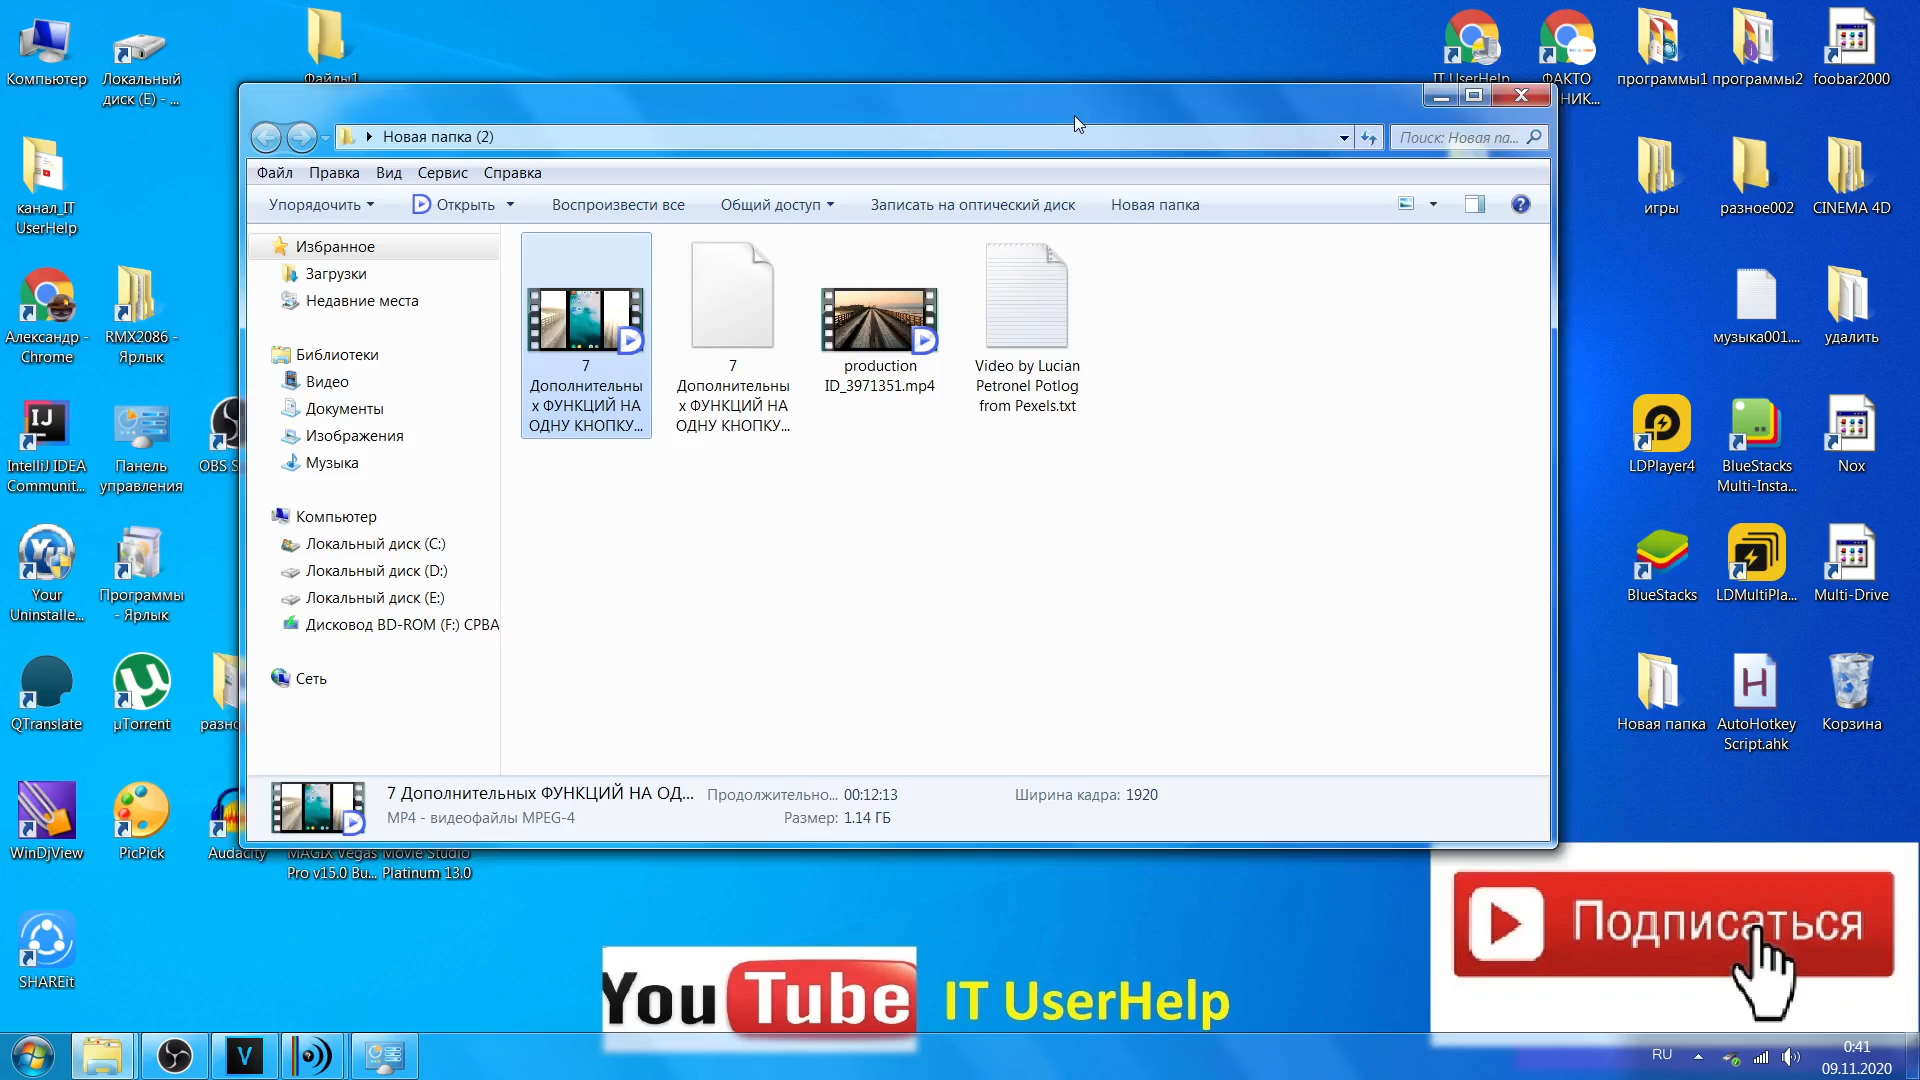 Компьютер
Локальный
диск (E) - ...
Файлы1
IT UserHelp
ФАКТО
НИК...
программы1
программы2
foobar2000
канал_IT
UserHelp
Новая папка (2)
Поиск: Новая па...
Файл
Правка
Вид
Сервис
Справка
Упорядочить
Открыть
Воспроизвести все
Общий доступ
Записать на оптический диск
Новая папка
Избранное
Загрузки
Недавние места
Библиотеки
Видео
Документы
Изображения
Музыка
Компьютер
Локальный диск (C:)
Локальный диск (D:)
Локальный диск (E:)
Дисковод BD-ROM (F:) СРВА
Сеть
7
Дополнительны
х ФУНКЦИЙ НА
ОДНУ КНОПКУ...
7
Дополнительны
х ФУНКЦИЙ НА
ОДНУ КНОПКУ...
production
ID_3971351.mp4
Video by Lucian
Petronel Potlog
from Pexels.txt
7 Дополнительных ФУНКЦИЙ НА ОД...
Продолжительно... 00:12:13
Ширина кадра: 1920
MP4 - видеофайлы MPEG-4
Размер: 1.14 ГБ
Александр -
Chrome
RMX2086 -
Ярлык
IntelliJ IDEA
Communit...
Панель
управления
OBS S
Your
Uninstalle...
Программы
- Ярлык
QTranslate
µTorrent
разно
WinDjView
PicPick
Audacity
MAGIX Vegas
Pro v15.0 Bu...
Movie Studio
Platinum 13.0
SHAREit
игры
разное002
CINEMA 4D
музыка001....
удалить
LDPlayer4
BlueStacks
Multi-Insta...
Nox
BlueStacks
LDMultiPla...
Multi-Drive
Новая папка
AutoHotkey
Script.ahk
Корзина
YouTube
IT UserHelp
Подписаться
RU
0:41
09.11.2020